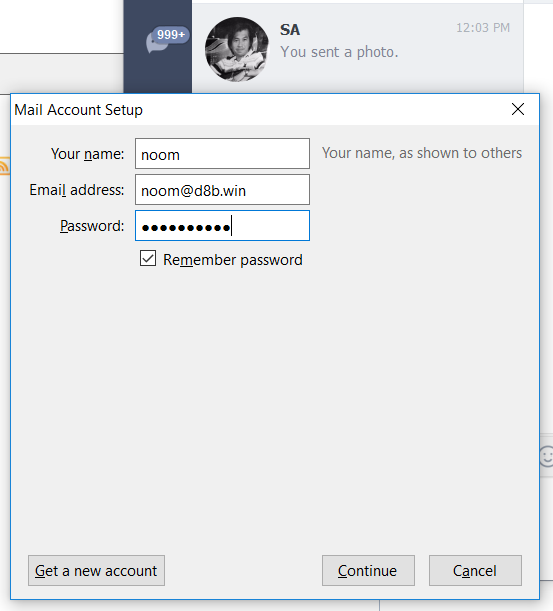 999+
SA
12:03 PM
You sent a photo.
Mail Account Setup
Your name:
noom
Your name, as shown to others
Email address:
noom@d8b.win
Password:
●●●●●●●●●●
Remember password
Get a new account
Continue
Cancel